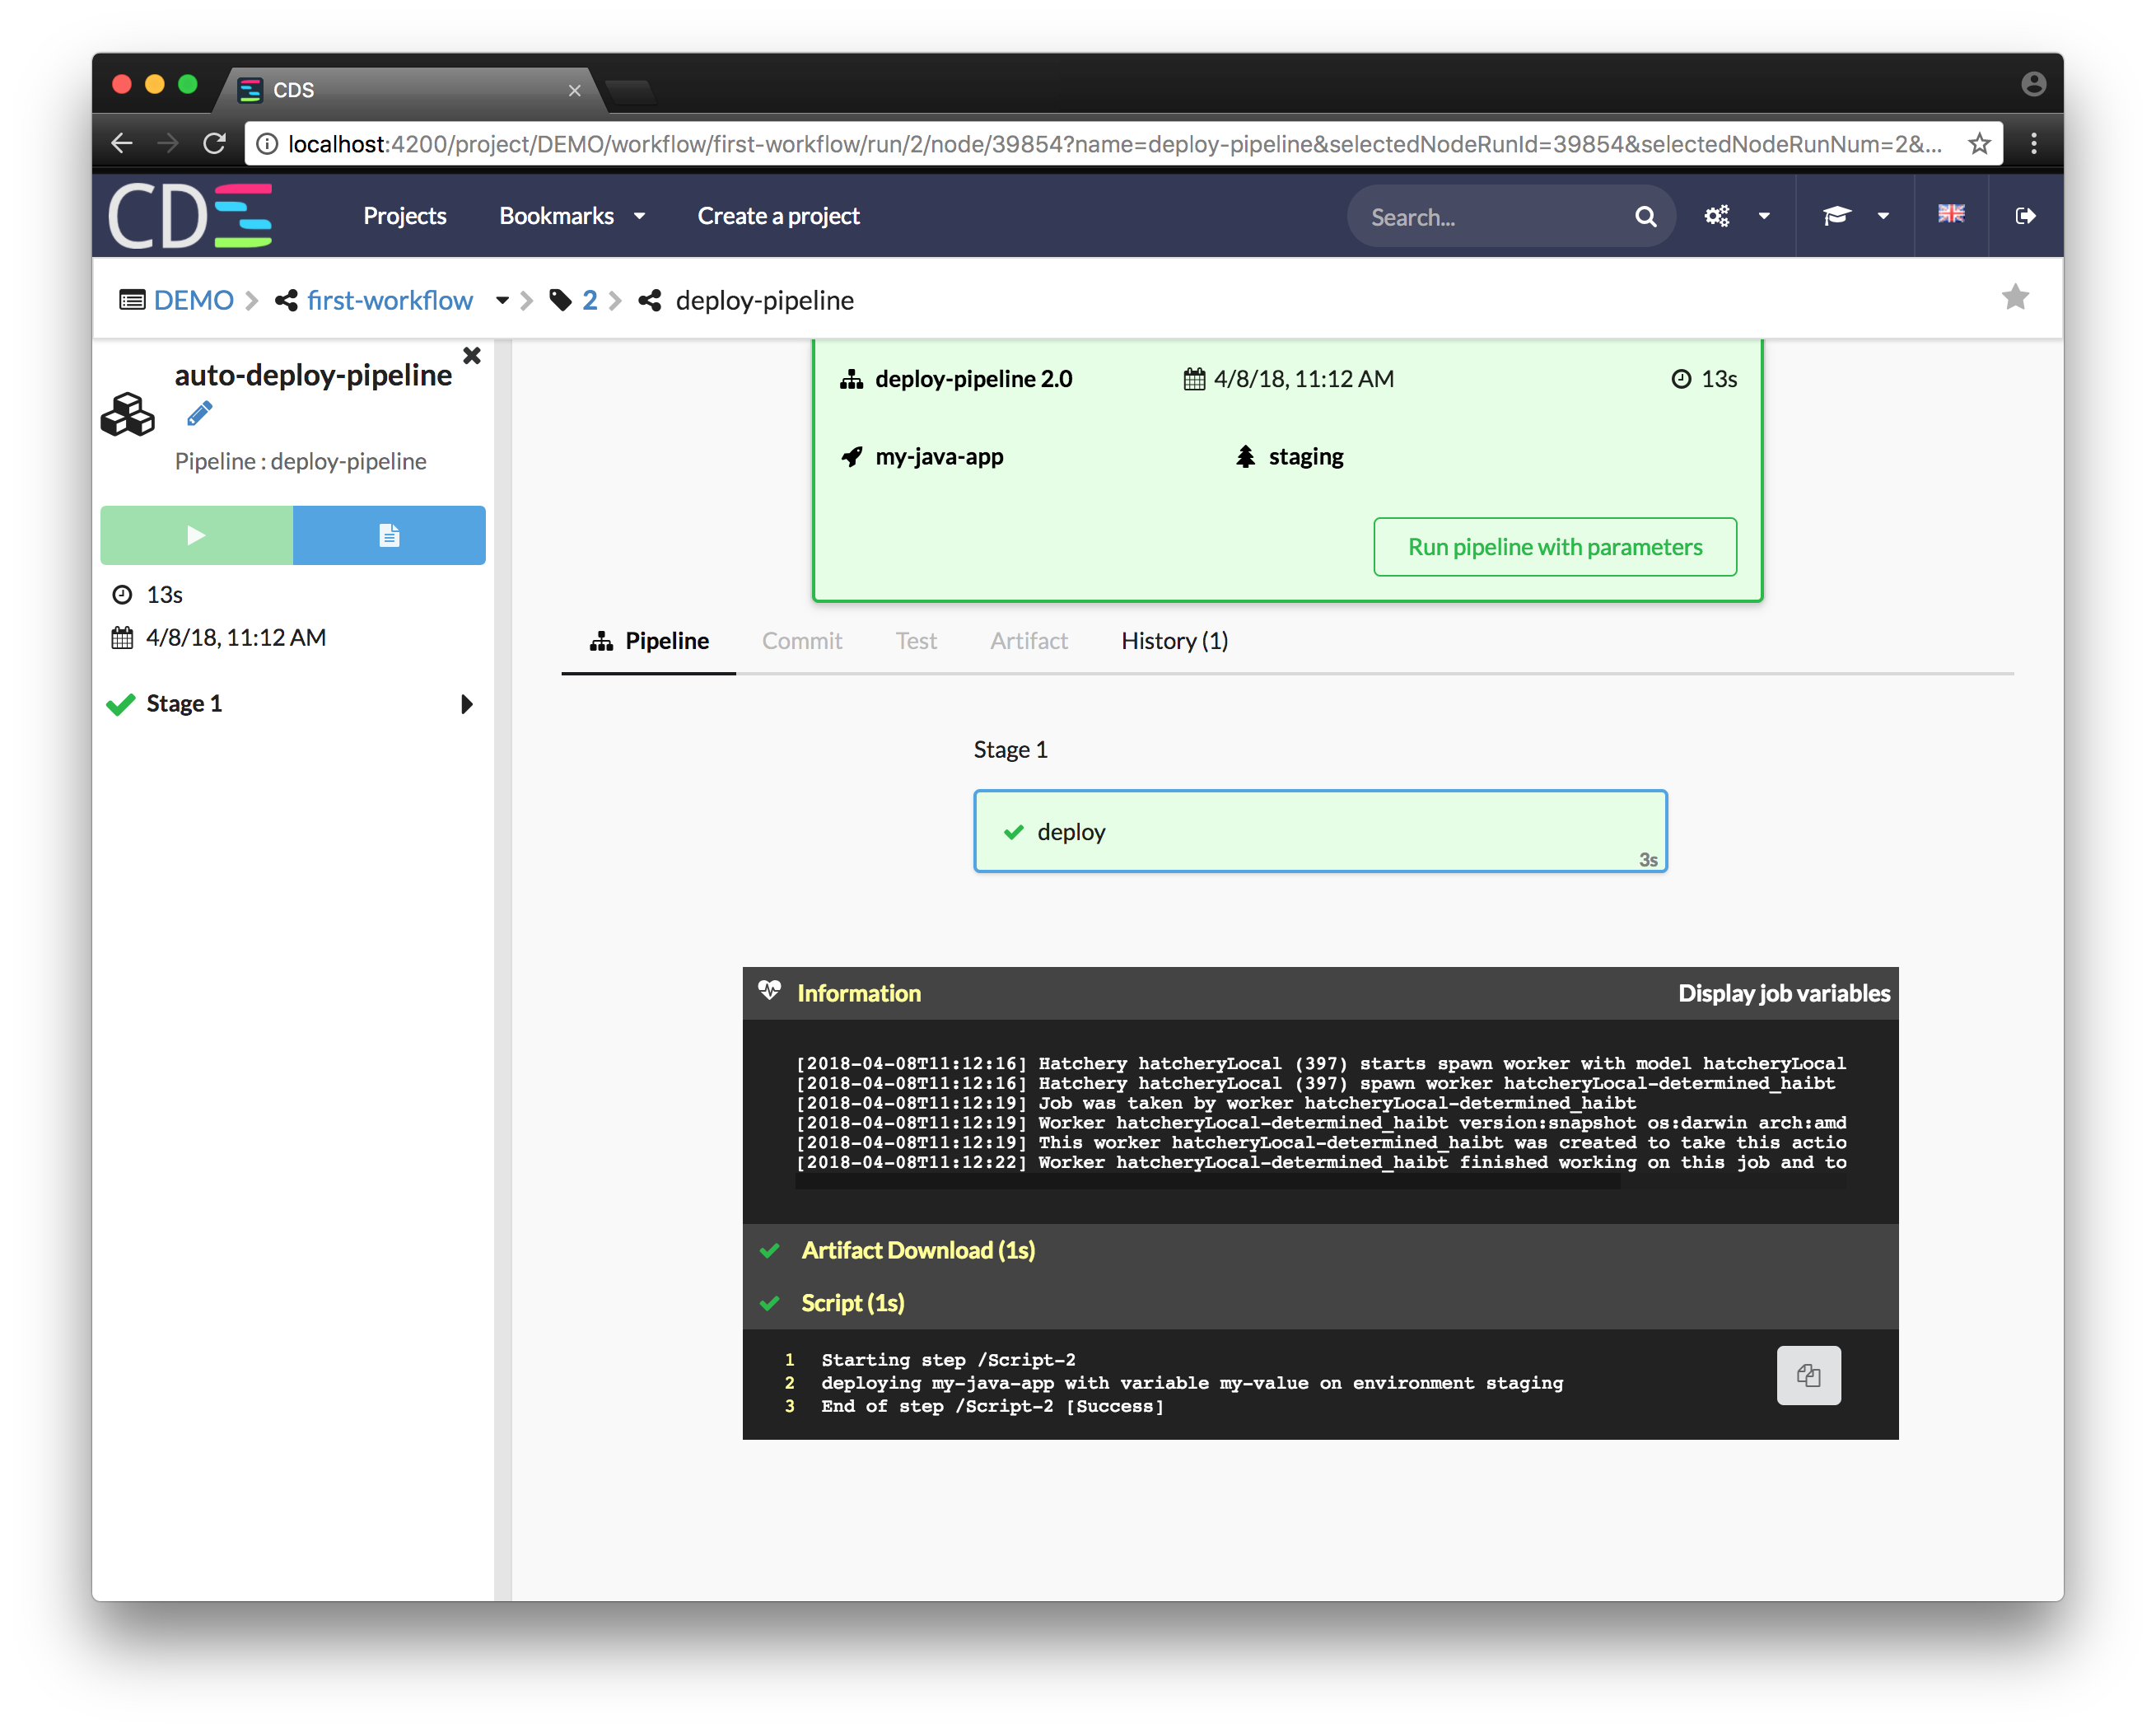 CDS
localhost:4200/project/DEMO/workflow/first-workflow/run/2/node/39854?name=deploy-pipeline&selectedNodeRunId=39854&selectedNodeRunNum=2&...
CDS Projects Bookmarks Create a project Search...
DEMO first-workflow 2 deploy-pipeline
auto-deploy-pipeline
Pipeline : deploy-pipeline
13s
4/8/18, 11:12 AM
Stage 1
deploy-pipeline 2.0 4/8/18, 11:12 AM 13s
my-java-app staging
Run pipeline with parameters
Pipeline Commit Test Artifact History (1)
Stage 1
deploy
3s
Information Display job variables
[2018-04-08T11:12:16] Hatchery hatcheryLocal (397) starts spawn worker with model hatcheryLocal
[2018-04-08T11:12:16] Hatchery hatcheryLocal (397) spawn worker hatcheryLocal-determined_haibt
[2018-04-08T11:12:19] Job was taken by worker hatcheryLocal-determined_haibt
[2018-04-08T11:12:19] Worker hatcheryLocal-determined_haibt version:snapshot os:darwin arch:amd
[2018-04-08T11:12:19] This worker hatcheryLocal-determined_haibt was created to take this actio
[2018-04-08T11:12:22] Worker hatcheryLocal-determined_haibt finished working on this job and to
Artifact Download (1s)
Script (1s)
1 Starting step /Script-2
2 deploying my-java-app with variable my-value on environment staging
3 End of step /Script-2 [Success]